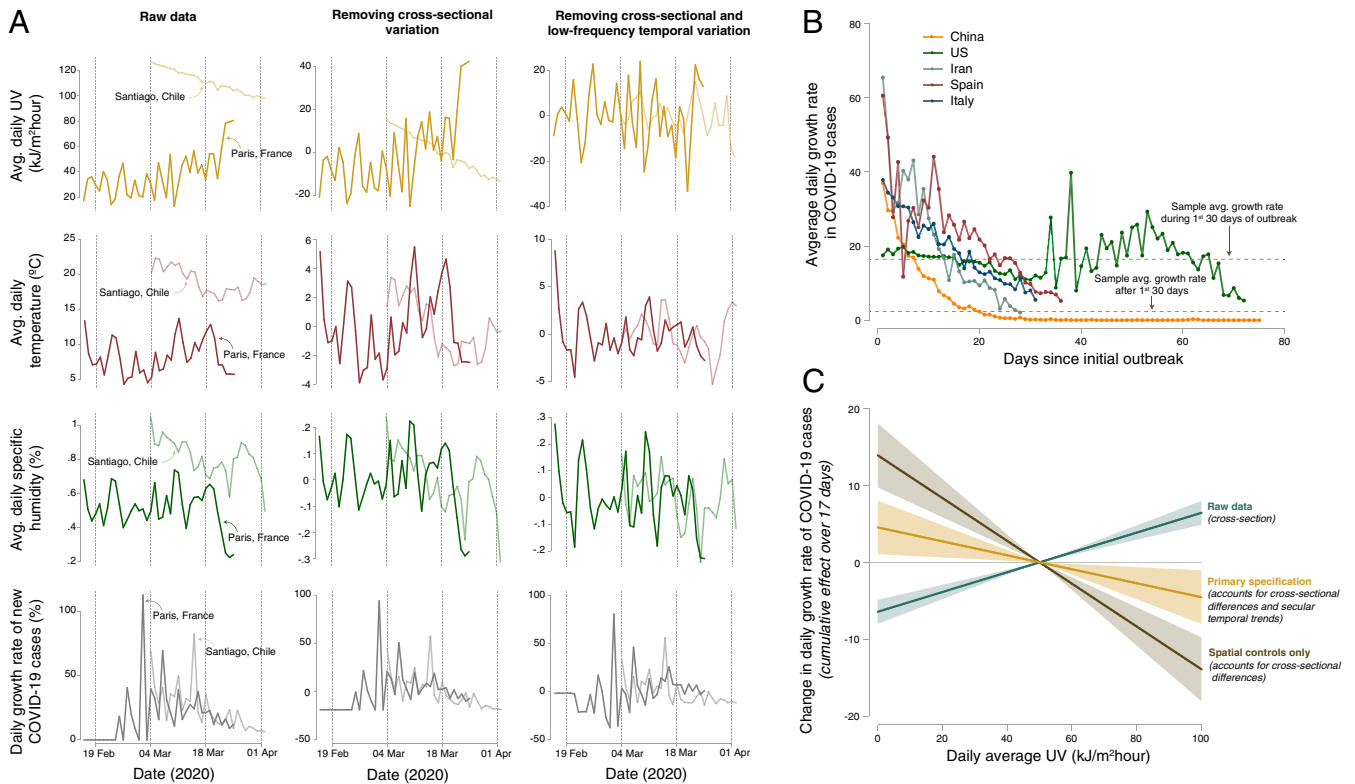 A
Raw data
Removing cross-sectional
variation
Removing cross-sectional and
low-frequency temporal variation
Avg. daily UV
(kJ/m²hour)
120
100
80
60
40
20
Santiago, Chile
Paris, France
40
20
0
-20
20
0
-20
-40
Avg. daily
temperature (ºC)
25
20
15
10
5
Santiago, Chile
Paris, France
6
4
2
0
-2
-4
10
5
0
-5
Avg. daily specific
humidity (%)
1
.8
.6
.4
.2
Santiago, Chile
Paris, France
.2
.1
0
-.1
-.2
-.3
.3
.2
.1
0
-.1
-.2
Daily growth rate of new
COVID-19 cases (%)
100
50
0
Paris, France
Santiago, Chile
100
50
0
-50
100
50
0
-50
19 Feb
04 Mar
18 Mar
01 Apr
19 Feb
04 Mar
18 Mar
01 Apr
19 Feb
04 Mar
18 Mar
01 Apr
Date (2020)
Date (2020)
Date (2020)
B
Avgerage daily growth rate
in COVID-19 cases
80
60
40
20
0
China
US
Iran
Spain
Italy
Sample avg. growth rate
during 1st 30 days of outbreak
Sample avg. growth rate
after 1st 30 days
0
20
40
60
80
Days since initial outbreak
C
Change in daily growth rate of COVID-19 cases
(cumulative effect over 17 days)
20
10
0
-10
-20
Raw data
(cross-section)
Primary specification
(accounts for cross-sectional
differences and secular
temporal trends)
Spatial controls only
(accounts for cross-sectional
differences)
0
20
40
60
80
100
Daily average UV (kJ/m²hour)